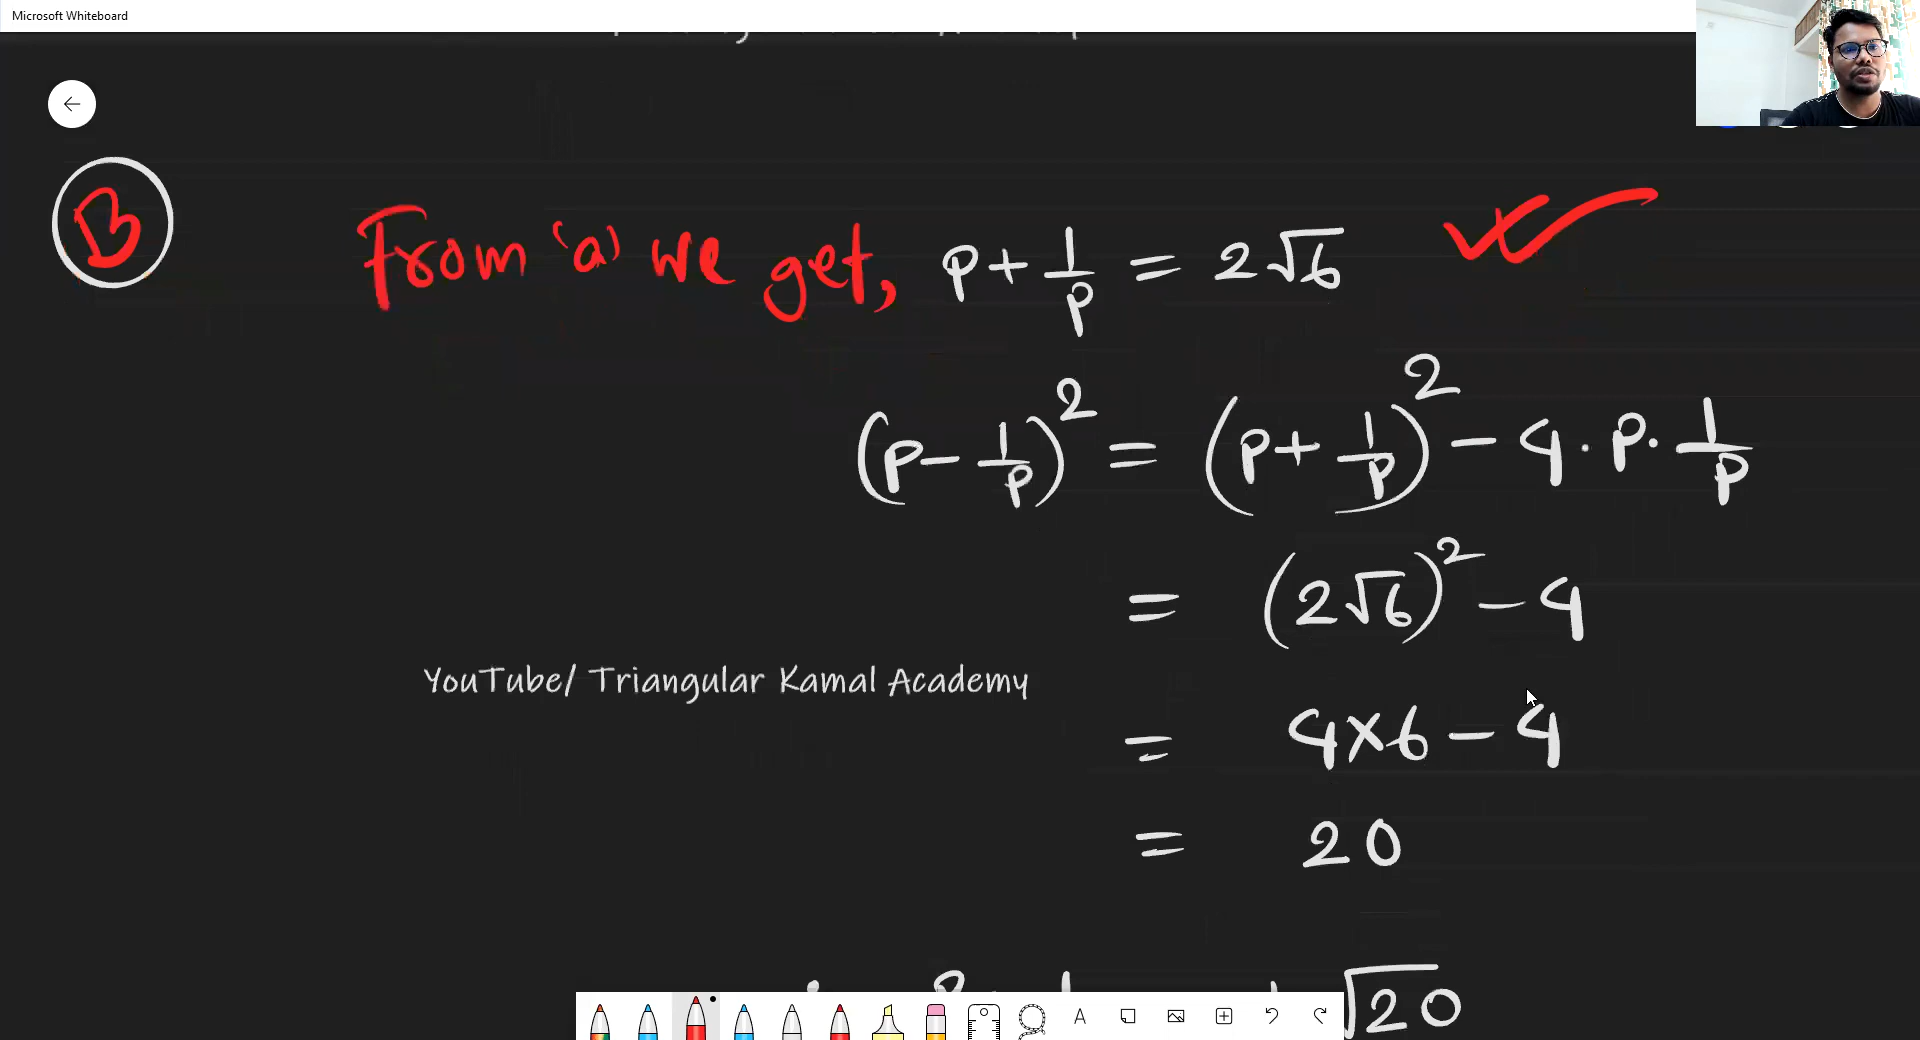 Microsoft Whiteboard
B
From 'a' we get, p + 1/p = 2√6
(p - 1/p)² = (p + 1/p)² - 4 · p · 1/p
= (2√6)² - 4
YouTube/ Triangular Kamal Academy
= 4×6 - 4
= 20
√20
A